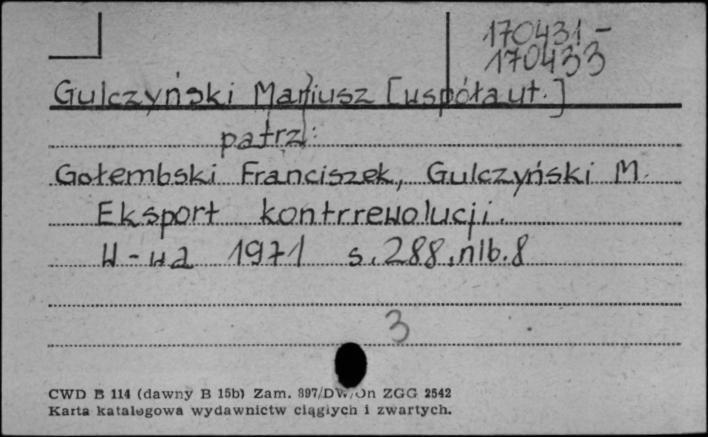 170431-
170433
Gulczyński Mariusz [współaut.]
patrz:
Gołembski Franciszek, Gulczyński M.
Eksport kontrrewolucji.
W-wa 1971 s. 288, nlb. 8
3
CWD B 114 (dawny B 15b) Zam. 897/DW/On ZGG 2542
Karta katalogowa wydawnictw ciągłych i zwartych.